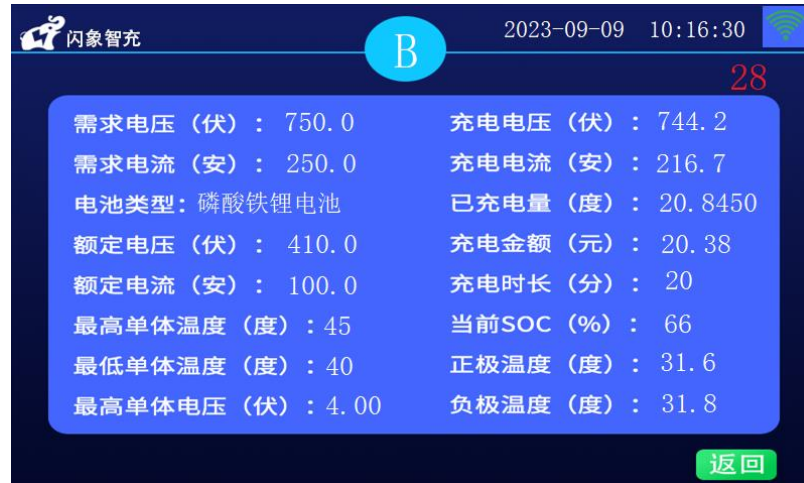 闪象智充
B
2023-09-09 10:16:30
28
需求电压（伏）： 750.0 充电电压（伏）： 744.2
需求电流（安）： 250.0 充电电流（安）： 216.7
电池类型：磷酸铁锂电池 已充电量（度）： 20.8450
额定电压（伏）： 410.0 充电金额（元）： 20.38
额定电流（安）： 100.0 充电时长（分）： 20
最高单体温度（度）：45 当前SOC（%）： 66
最低单体温度（度）：40 正极温度（度）： 31.6
最高单体电压（伏）：4.00 负极温度（度）： 31.8
返回